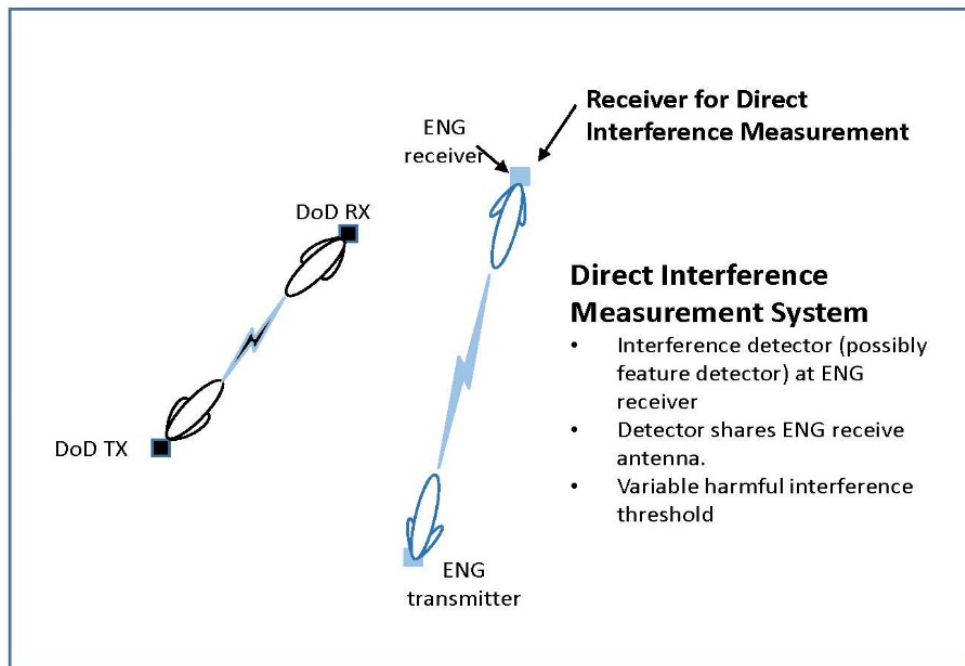 Receiver for Direct
Interference Measurement
ENG
receiver
DoD RX
Direct Interference
Measurement System
• Interference detector (possibly
feature detector) at ENG
receiver
• Detector shares ENG receive
antenna.
• Variable harmful interference
threshold
DoD TX
ENG
transmitter